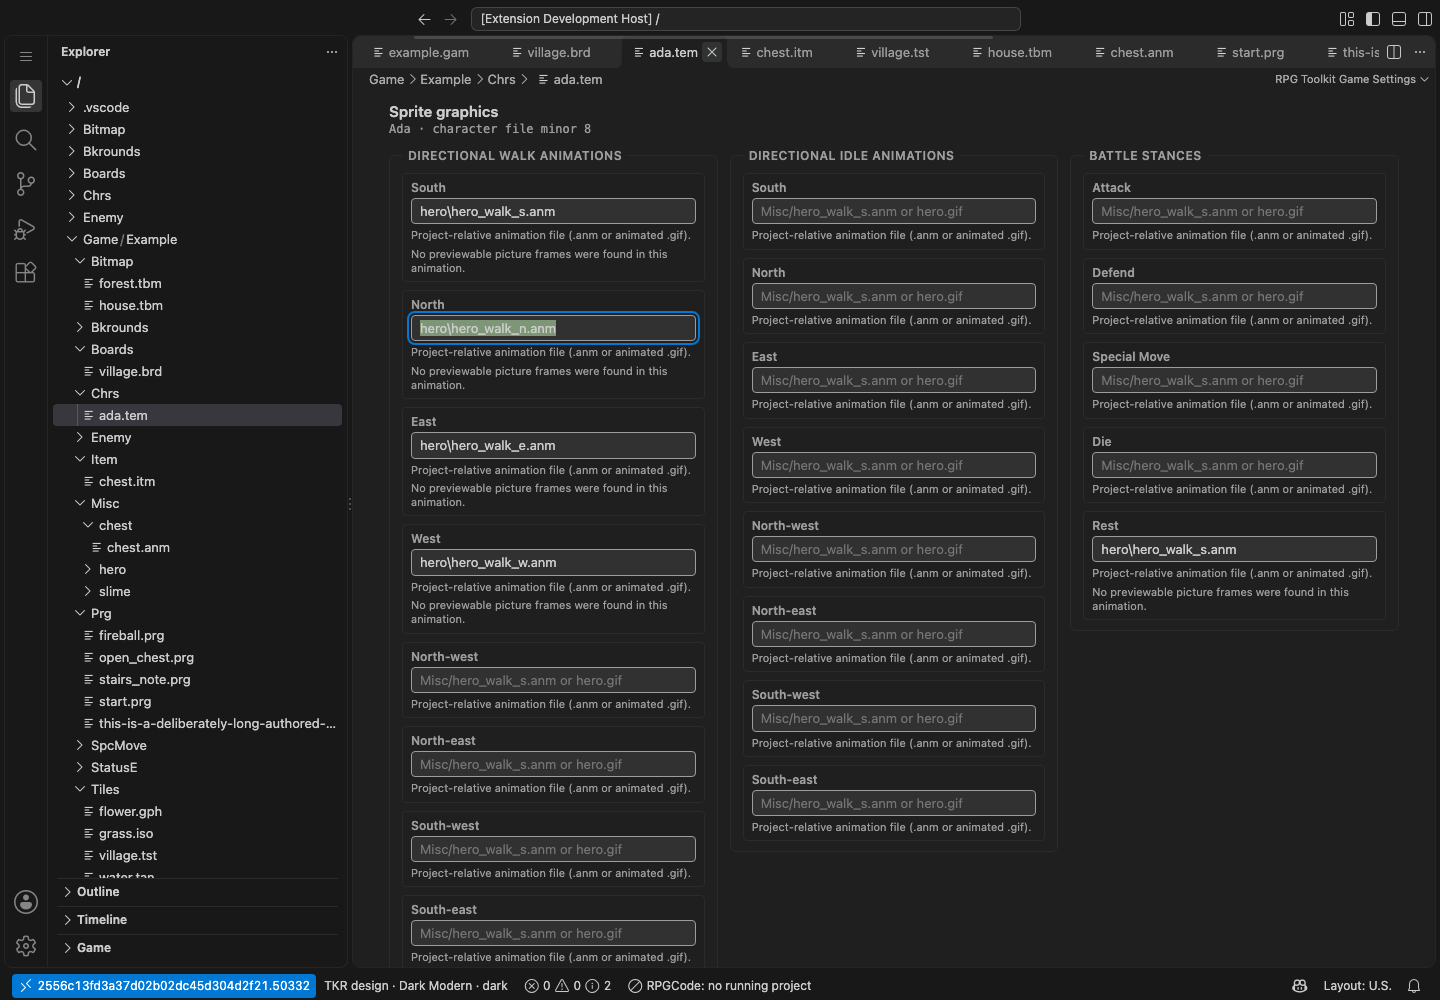 [Extension Development Host] /
Explorer
/
.vscode
Bitmap
Bkrounds
Boards
Chrs
Enemy
Game / Example
Bitmap
forest.tbm
house.tbm
Bkrounds
Boards
village.brd
Chrs
ada.tem
Enemy
Item
chest.itm
Misc
chest
chest.anm
hero
slime
Prg
fireball.prg
open_chest.prg
stairs_note.prg
start.prg
this-is-a-deliberately-long-authored-...
SpcMove
StatusE
Tiles
flower.gph
grass.iso
village.tst
water.tan
Outline
Timeline
Game
example.gam
village.brd
ada.tem
chest.itm
village.tst
house.tbm
chest.anm
start.prg
this-is
Game > Example > Chrs > ada.tem
RPG Toolkit Game Settings
Sprite graphics
Ada · character file minor 8
DIRECTIONAL WALK ANIMATIONS
South
hero\hero_walk_s.anm
Project-relative animation file (.anm or animated .gif).
No previewable picture frames were found in this
animation.
North
hero\hero_walk_n.anm
Project-relative animation file (.anm or animated .gif).
No previewable picture frames were found in this
animation.
East
hero\hero_walk_e.anm
Project-relative animation file (.anm or animated .gif).
No previewable picture frames were found in this
animation.
West
hero\hero_walk_w.anm
Project-relative animation file (.anm or animated .gif).
No previewable picture frames were found in this
animation.
North-west
Misc/hero_walk_s.anm or hero.gif
Project-relative animation file (.anm or animated .gif).
North-east
Misc/hero_walk_s.anm or hero.gif
Project-relative animation file (.anm or animated .gif).
South-west
Misc/hero_walk_s.anm or hero.gif
Project-relative animation file (.anm or animated .gif).
South-east
Misc/hero_walk_s.anm or hero.gif
Project-relative animation file (.anm or animated .gif).
DIRECTIONAL IDLE ANIMATIONS
South
Misc/hero_walk_s.anm or hero.gif
Project-relative animation file (.anm or animated .gif).
North
Misc/hero_walk_s.anm or hero.gif
Project-relative animation file (.anm or animated .gif).
East
Misc/hero_walk_s.anm or hero.gif
Project-relative animation file (.anm or animated .gif).
West
Misc/hero_walk_s.anm or hero.gif
Project-relative animation file (.anm or animated .gif).
North-west
Misc/hero_walk_s.anm or hero.gif
Project-relative animation file (.anm or animated .gif).
North-east
Misc/hero_walk_s.anm or hero.gif
Project-relative animation file (.anm or animated .gif).
South-west
Misc/hero_walk_s.anm or hero.gif
Project-relative animation file (.anm or animated .gif).
South-east
Misc/hero_walk_s.anm or hero.gif
Project-relative animation file (.anm or animated .gif).
BATTLE STANCES
Attack
Misc/hero_walk_s.anm or hero.gif
Project-relative animation file (.anm or animated .gif).
Defend
Misc/hero_walk_s.anm or hero.gif
Project-relative animation file (.anm or animated .gif).
Special Move
Misc/hero_walk_s.anm or hero.gif
Project-relative animation file (.anm or animated .gif).
Die
Misc/hero_walk_s.anm or hero.gif
Project-relative animation file (.anm or animated .gif).
Rest
hero\hero_walk_s.anm
Project-relative animation file (.anm or animated .gif).
No previewable picture frames were found in this
animation.
2556c13fd3a37d02b02dc45d304d2f21.50332
TKR design · Dark Modern · dark
0 0 2
RPGCode: no running project
Layout: U.S.